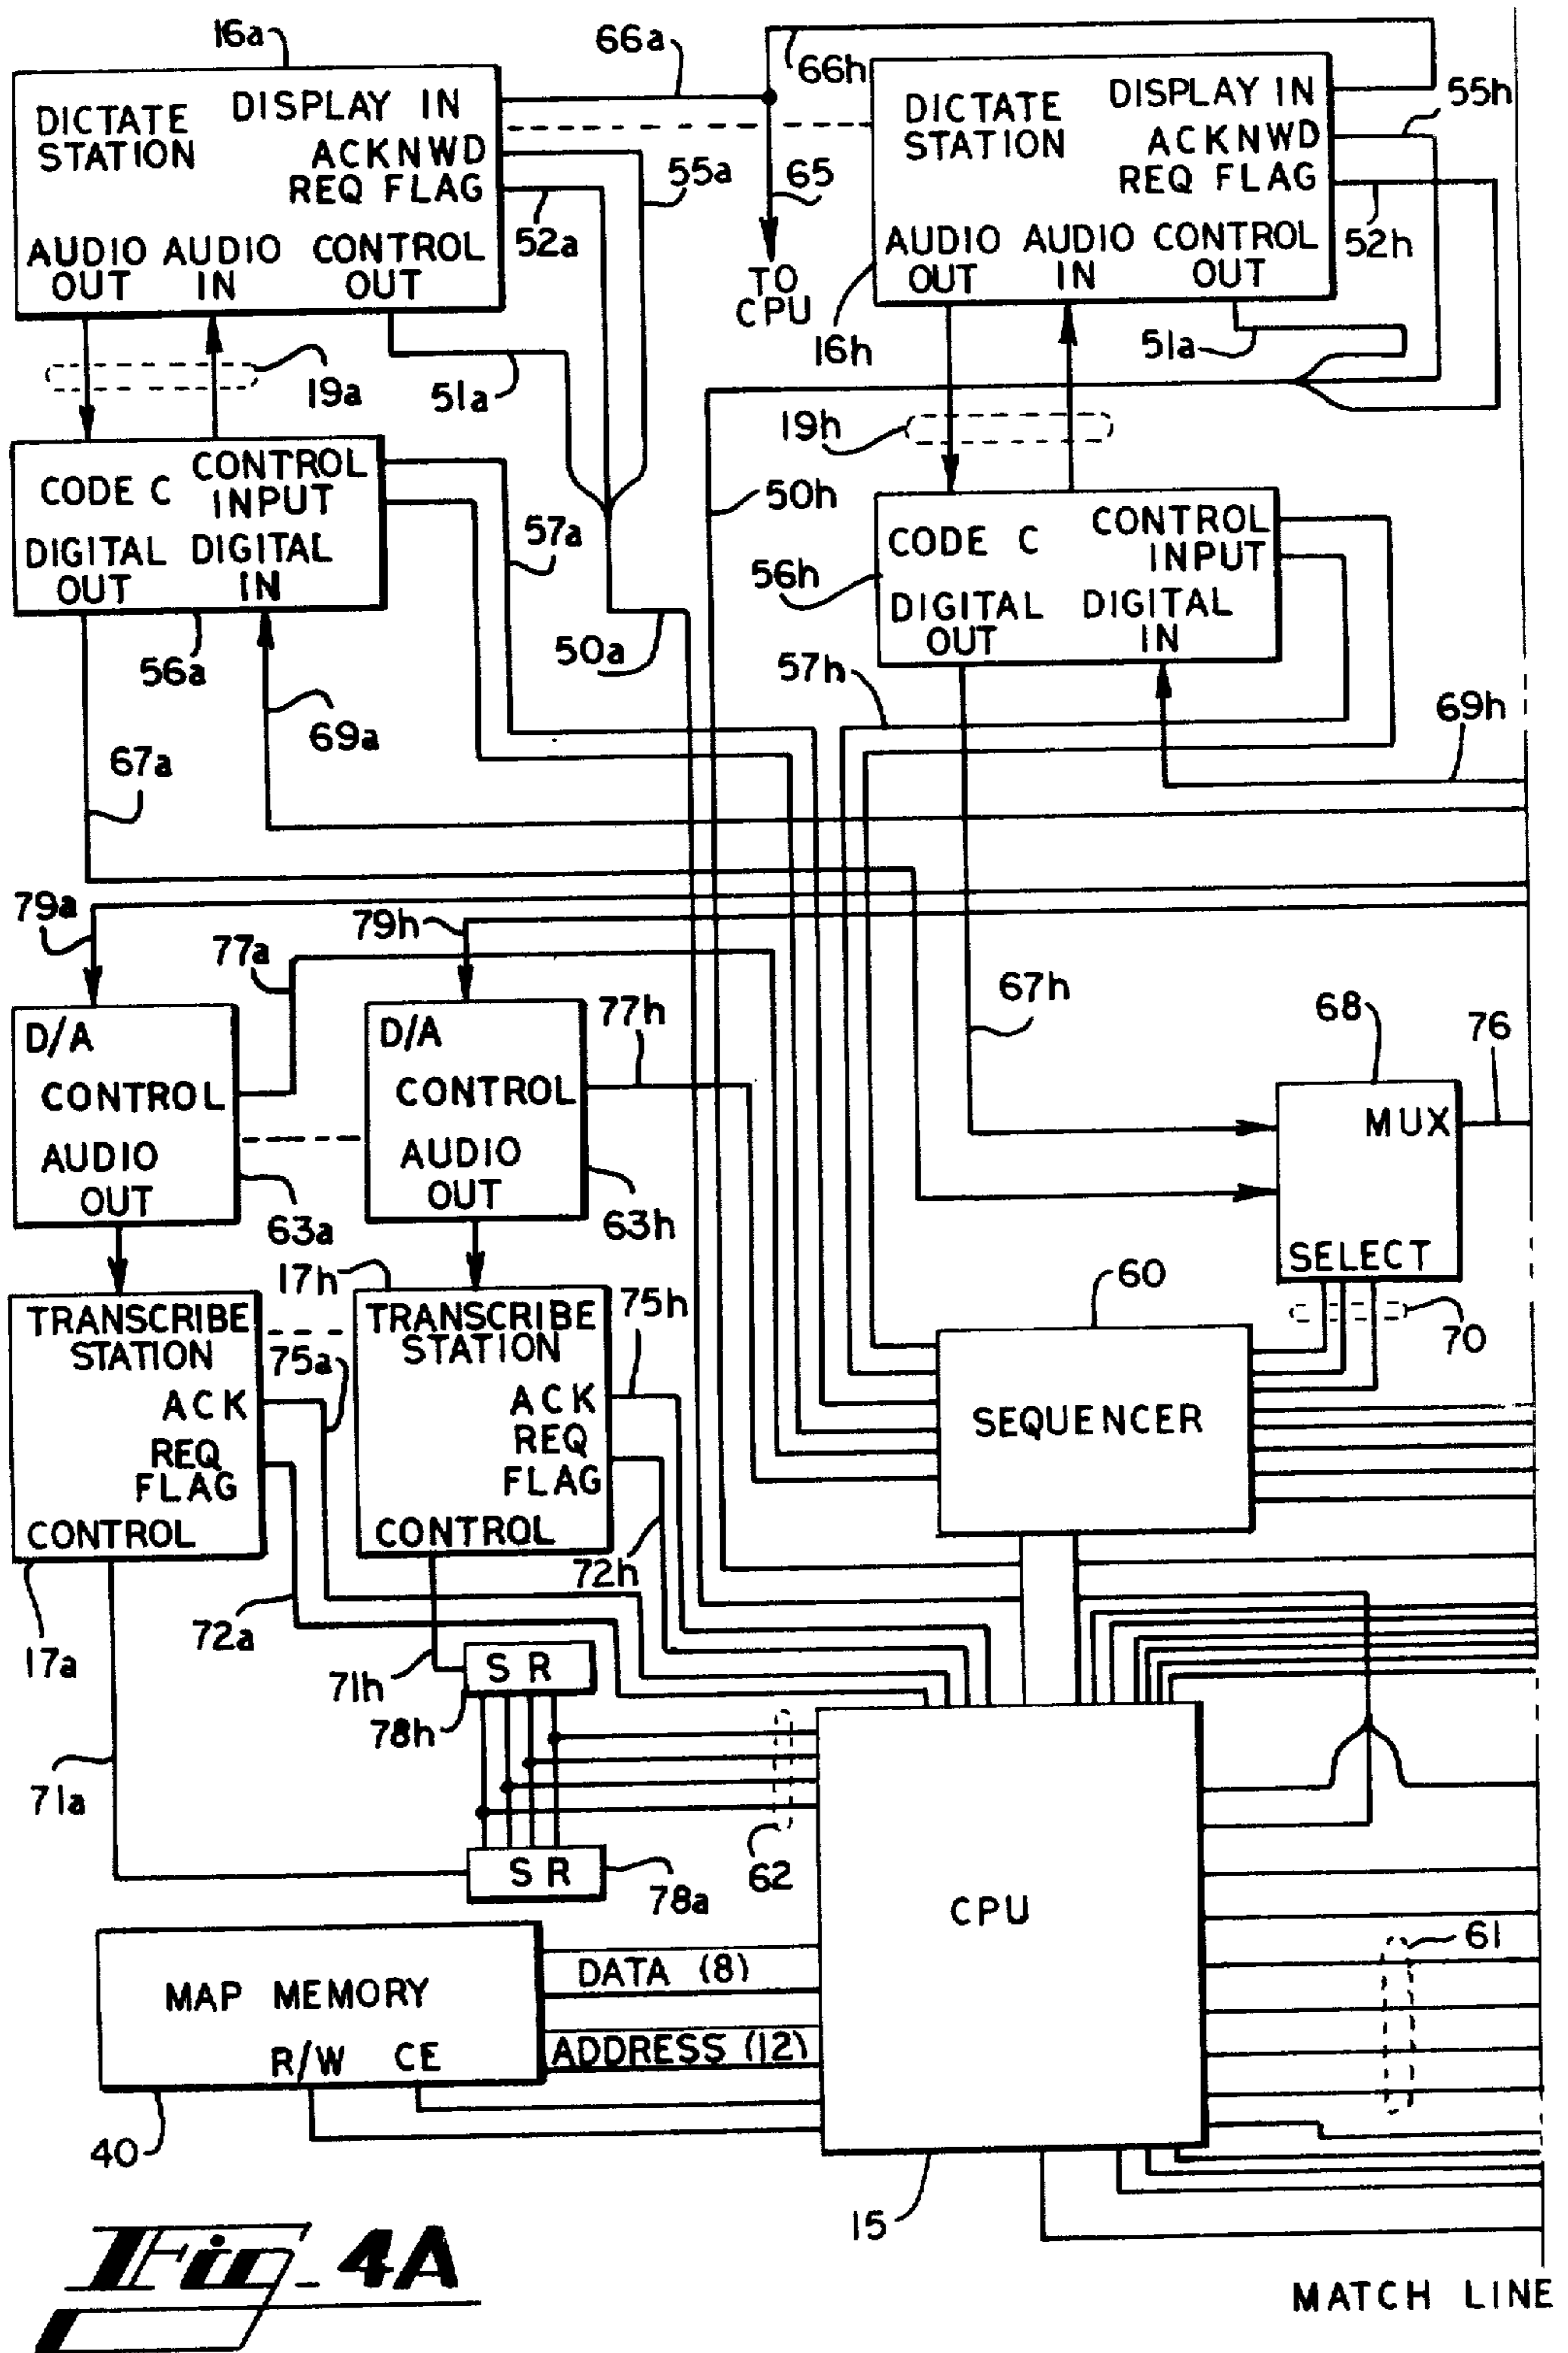 16a
66a
66h
DICTATE
STATION
DISPLAY IN
ACKNWD
REQ FLAG
AUDIO
OUT
AUDIO
IN
CONTROL
OUT
55a
52a
65
TO
CPU
DICTATE
STATION
DISPLAY IN
ACKNWD
REQ FLAG
AUDIO
OUT
AUDIO
IN
CONTROL
OUT
55h
52h
16h
51a
19a
51a
19h
50h
CODE C
CONTROL
INPUT
DIGITAL
OUT
DIGITAL
IN
57a
56a
50a
69a
67a
CODE C
CONTROL
INPUT
DIGITAL
OUT
DIGITAL
IN
56h
57h
69h
79a
77a
79h
77h
67h
68
76
D/A
CONTROL
AUDIO
OUT
63a
D/A
CONTROL
AUDIO
OUT
63h
MUX
SELECT
70
17h
60
TRANSCRIBE
STATION
ACK
REQ
FLAG
CONTROL
75a
TRANSCRIBE
STATION
ACK
REQ
FLAG
CONTROL
75h
SEQUENCER
72h
72a
17a
71h
S R
78h
71a
62
S R
78a
CPU
61
MAP MEMORY
R/W CE
DATA (8)
ADDRESS (12)
40
15
Fig_4A
MATCH LINE